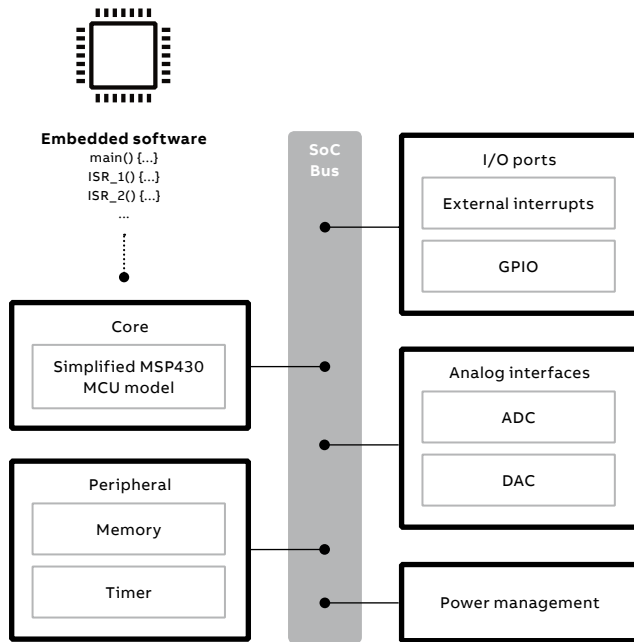 Embedded software
main() {...}
ISR_1() {...}
ISR_2() {...}
...
Core
Simplified MSP430
MCU model
Peripheral
Memory
Timer
SoC
Bus
I/O ports
External interrupts
GPIO
Analog interfaces
ADC
DAC
Power management